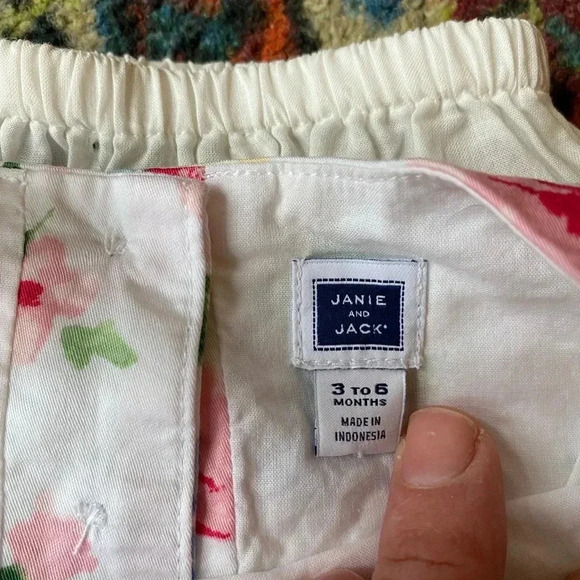 JANIE
AND
JACK®
3 TO 6
MONTHS
MADE IN
INDONESIA